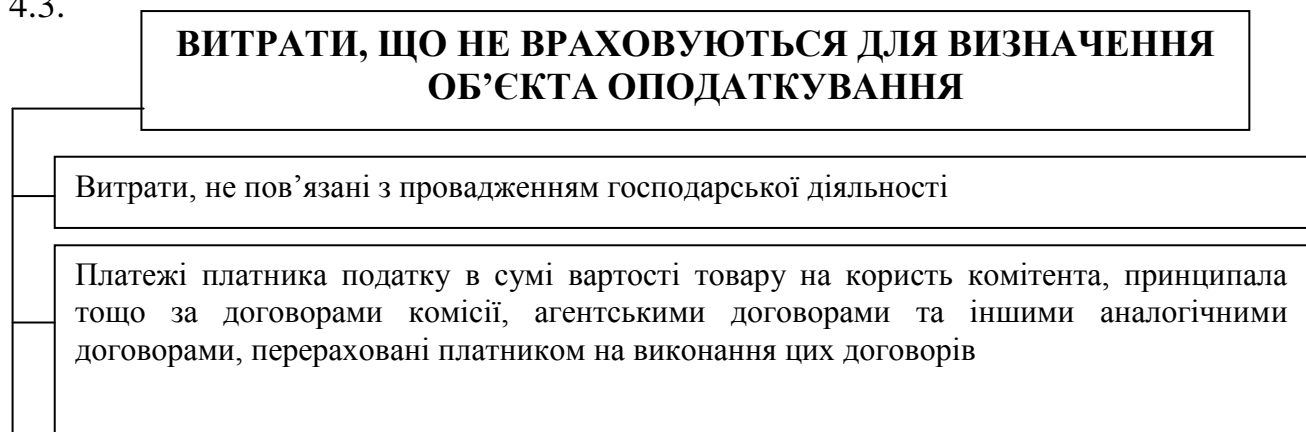 4.3.
ВИТРАТИ, ЩО НЕ ВРАХОВУЮТЬСЯ ДЛЯ ВИЗНАЧЕННЯ
ОБ’ЄКТА ОПОДАТКУВАННЯ
Витрати, не пов’язані з провадженням господарської діяльності
Платежі платника податку в сумі вартості товару на користь комітента, принципала
тощо за договорами комісії, агентськими договорами та іншими аналогічними
договорами, перераховані платником на виконання цих договорів